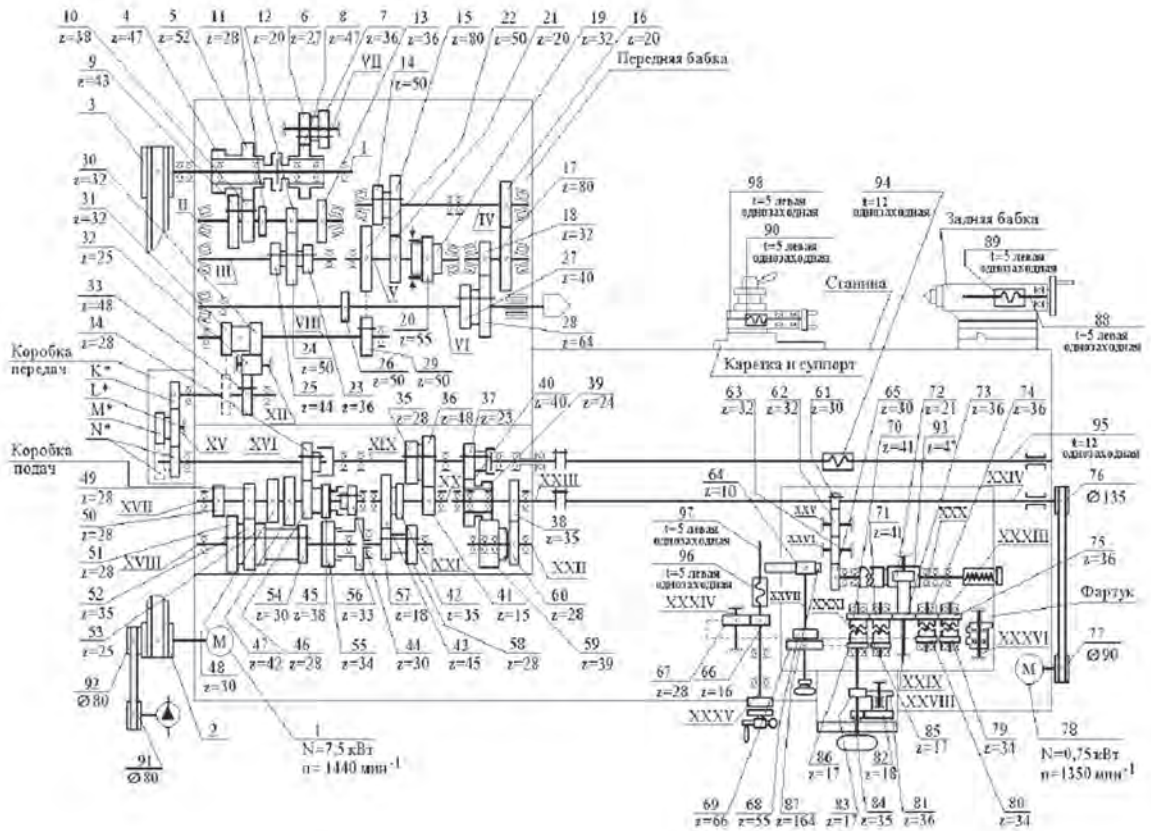 10 4 5 11 12 6 8 7 13 15 22 21 19 16
z=38 z=47 z=52 z=28 z=20 z=27 z=47 z=36 z=36 z=80 z=50 z=20 z=32 z=20
9
z=43
VII
14
z=50
Передняя бабка
3
30
z=32
31
z=32
32
z=25
33
z=48
34
z=28
I
II
III
IV
V
VI
VIII
XII
17
z=80
18
z=32
27
z=40
28
z=64
20
z=55
24
z=50
25
z=44
23
z=36
26
z=50
29
z=50
98
t=5 левая
однозаходная
90
t=5 левая
однозаходная
94
t=12
однозаходная
Задняя бабка
89
t=5 левая
однозаходная
88
t=5 левая
однозаходная
Станина
Каретка и суппорт
Коробка
передач
K*
L*
M*
N*
Коробка
подач
XV
XVI
XIX
XX
XXIII
35
z=28
36
z=48
37
z=23
40
z=40
39
z=24
63
z=32
62
z=32
61
z=30
65
z=30
70
z=41
72
z=21
93
73
z=36
74
z=36
95
t=12
однозаходная
XXIV
76
Ø135
49
z=28
50
z=28
51
z=28
52
z=35
53
z=25
XVII
XVIII
XXI
XXII
38
z=35
64
z=10
XXV
XXVI
71
z=41
XXX
XXXIII
75
z=36
97
t=5 левая
однозаходная
96
t=5 левая
однозаходная
XXVII
XXXI
XXXIV
Фартук
XXXVI
54
z=30
45
z=38
56
z=33
57
z=18
42
z=35
41
z=15
60
z=28
48
z=30
47
z=42
46
z=28
55
z=34
44
z=30
43
z=45
58
z=28
59
z=39
92
Ø80
91
Ø80
2
M
1
N=7,5 кВт
n=1440 мин-1
67
z=28
66
z=16
XXXV
XXIX
XXVIII
M
77
Ø90
78
N=0,75 кВт
n=1350 мин-1
86
z=17
82
z=18
85
z=17
79
z=34
69
z=66
68
z=55
87
z=164
83
z=17
84
z=35
81
z=36
80
z=34